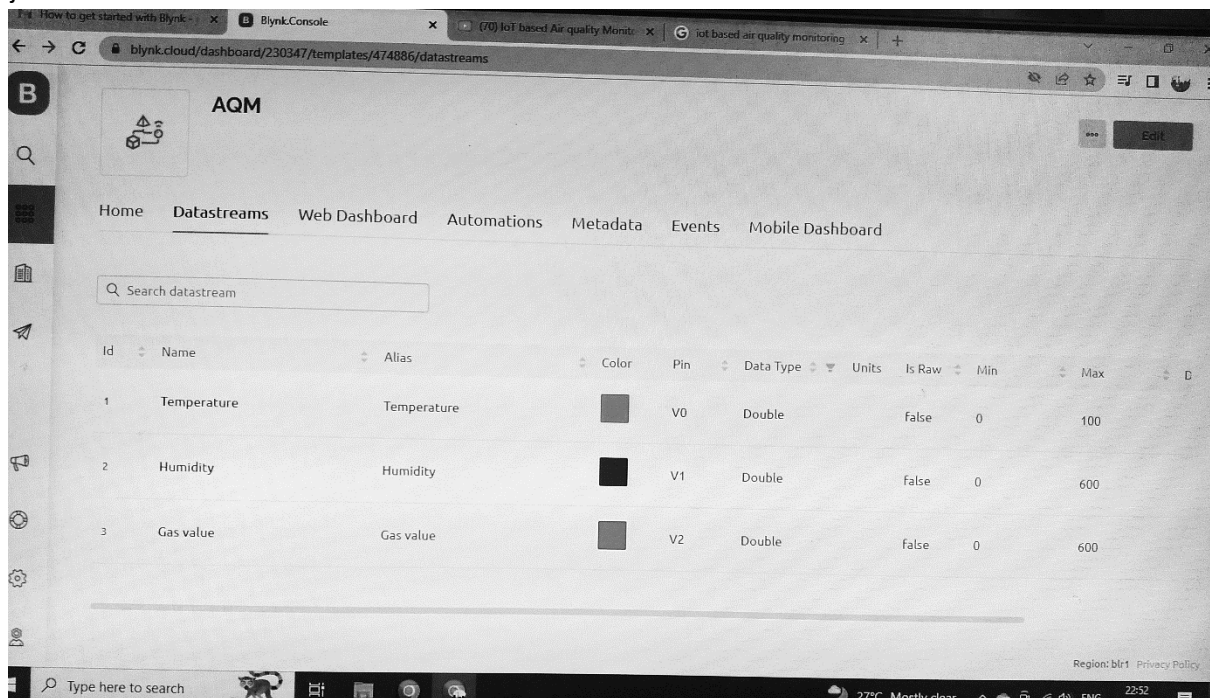 How to get started with Blynk -
Blynk.Console
(70) IoT based Air quality Monito
iot based air quality monitoring
blynk.cloud/dashboard/230347/templates/474886/datastreams
B
AQM
Edit
Home Datastreams Web Dashboard Automations Metadata Events Mobile Dashboard
Search datastream
Id Name Alias Color Pin Data Type Units Is Raw Min Max D
1 Temperature Temperature V0 Double false 0 100
2 Humidity Humidity V1 Double false 0 600
3 Gas value Gas value V2 Double false 0 600
Region: blr1 Privacy Policy
Type here to search
27°C Mostly clear ENG 22:52